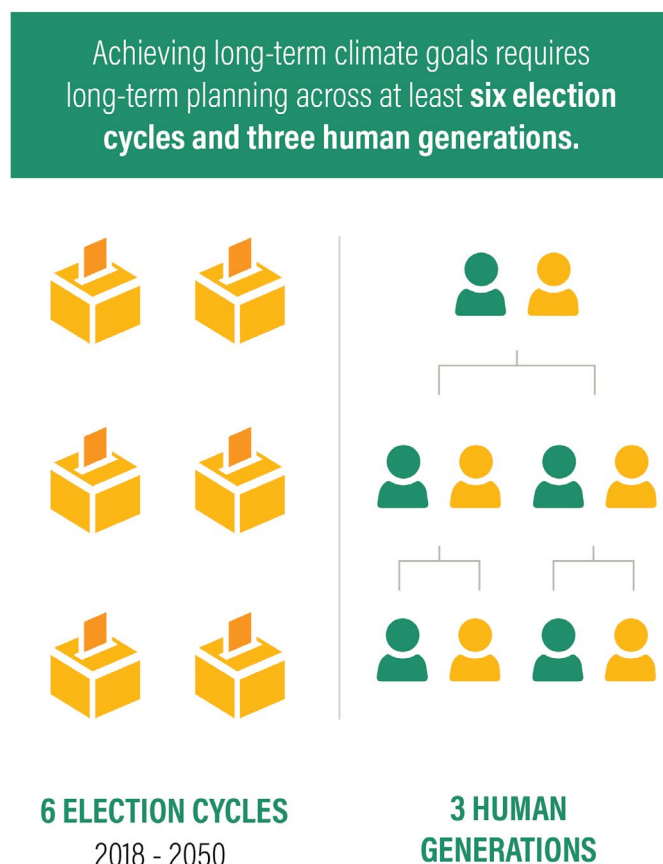 Achieving long-term climate goals requires
long-term planning across at least six election
cycles and three human generations.
6 ELECTION CYCLES
2018 - 2050
3 HUMAN
GENERATIONS